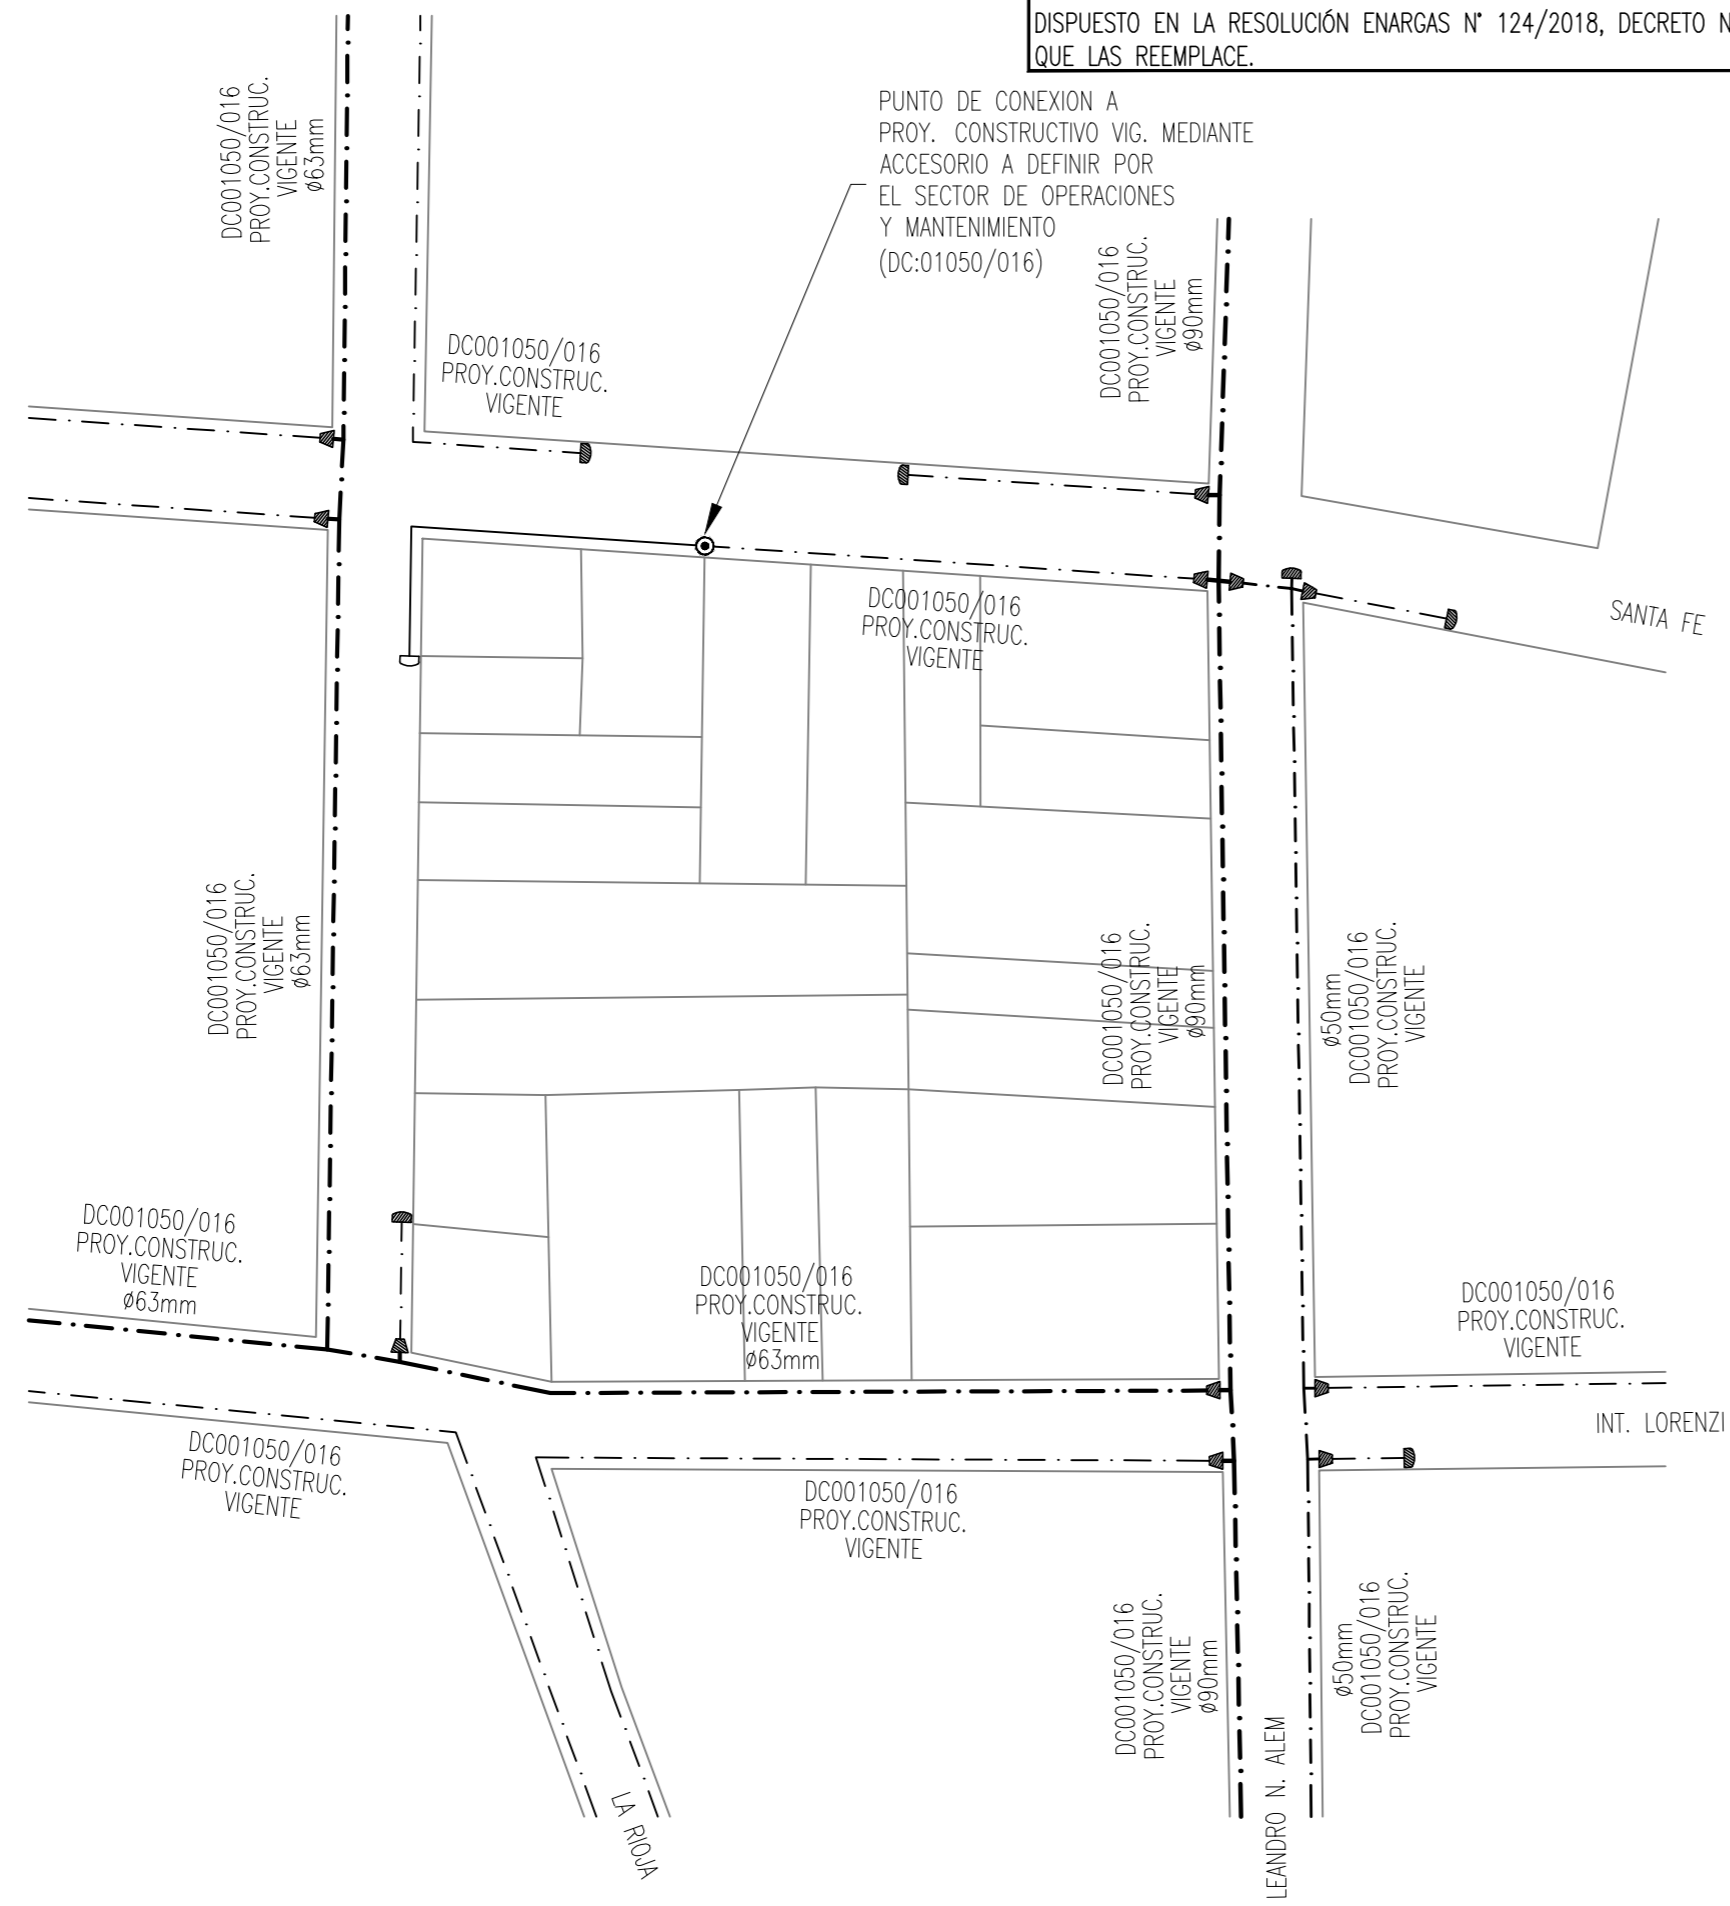 DISPUESTO EN LA RESOLUCIÓN ENARGAS N° 124/2018, DECRETO N
QUE LAS REEMPLACE.
PUNTO DE CONEXION A
PROY. CONSTRUCTIVO VIG. MEDIANTE
ACCESORIO A DEFINIR POR
EL SECTOR DE OPERACIONES
Y MANTENIMIENTO
(DC:01050/016)
DC001050/016
PROY.CONSTRUC.
VIGENTE
ø63mm
DC001050/016
PROY.CONSTRUC.
VIGENTE
ø90mm
DC001050/016
PROY.CONSTRUC.
VIGENTE
DC001050/016
PROY.CONSTRUC.
VIGENTE
SANTA FE
DC001050/016
PROY.CONSTRUC.
VIGENTE
ø63mm
DC001050/016
PROY.CONSTRUC.
VIGENTE
ø90mm
ø50mm
DC001050/016
PROY.CONSTRUC.
VIGENTE
DC001050/016
PROY.CONSTRUC.
VIGENTE
ø63mm
DC001050/016
PROY.CONSTRUC.
VIGENTE
ø63mm
DC001050/016
PROY.CONSTRUC.
VIGENTE
INT. LORENZI
DC001050/016
PROY.CONSTRUC.
VIGENTE
DC001050/016
PROY.CONSTRUC.
VIGENTE
DC001050/016
PROY.CONSTRUC.
VIGENTE
ø90mm
ø50mm
DC001050/016
PROY.CONSTRUC.
VIGENTE
LA RIOJA
LEANDRO N. ALEM